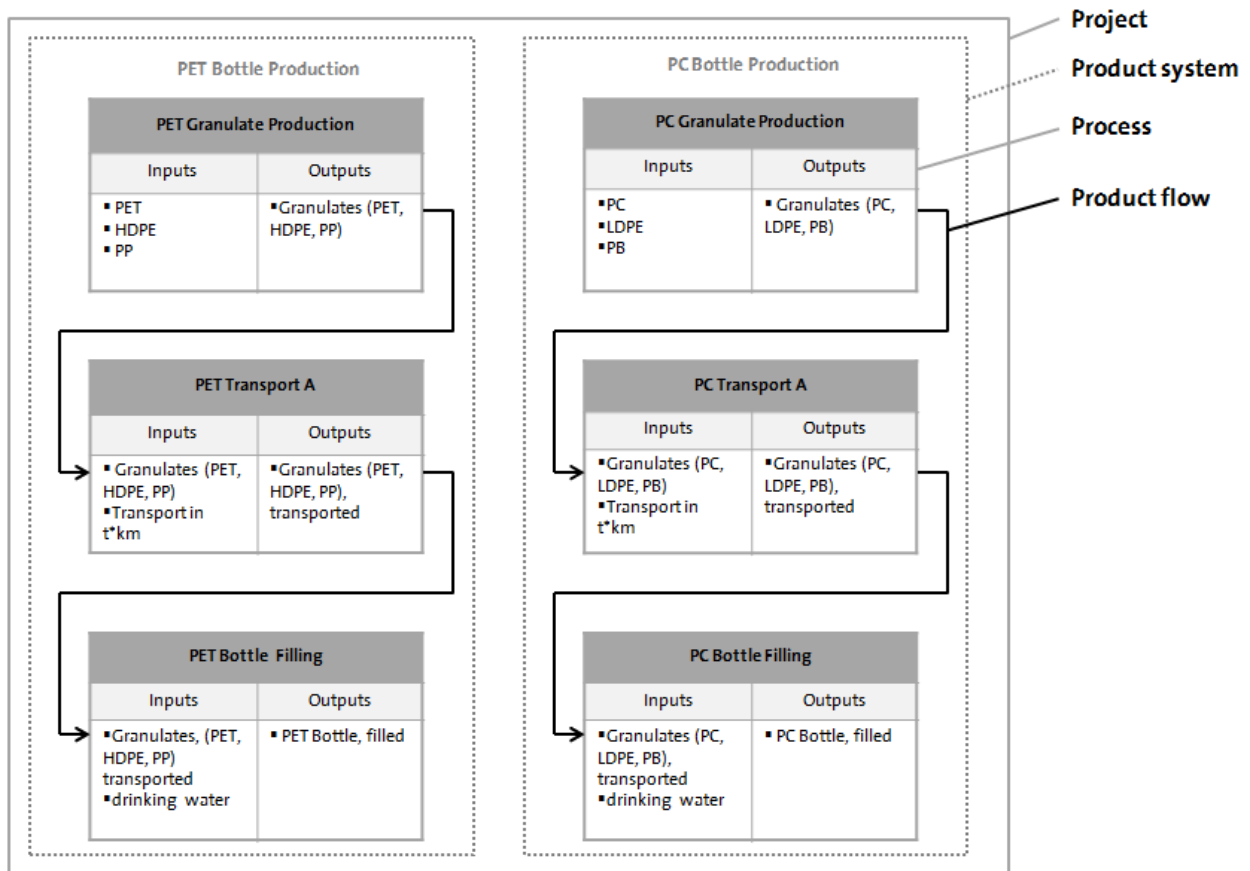 Project
Product system
Process
Product flow
PET Bottle Production
PET Granulate Production
Inputs
Outputs
▪ PET
▪ HDPE
▪ PP
▪Granulates (PET,
HDPE, PP)
PET Transport A
Inputs
Outputs
▪ Granulates (PET,
HDPE, PP)
▪Transport in
t*km
▪Granulates (PET,
HDPE, PP),
transported
PET Bottle Filling
Inputs
Outputs
▪Granulates, (PET,
HDPE, PP)
transported
▪drinking water
▪ PET Bottle, filled
PC Bottle Production
PC Granulate Production
Inputs
Outputs
▪PC
▪LDPE
▪PB
▪ Granulates (PC,
LDPE, PB)
PC Transport A
Inputs
Outputs
▪Granulates (PC,
LDPE, PB)
▪Transport in
t*km
▪Granulates (PC,
LDPE, PB),
transported
PC Bottle Filling
Inputs
Outputs
▪Granulates (PC,
LDPE, PB),
transported
▪drinking water
▪ PC Bottle, filled